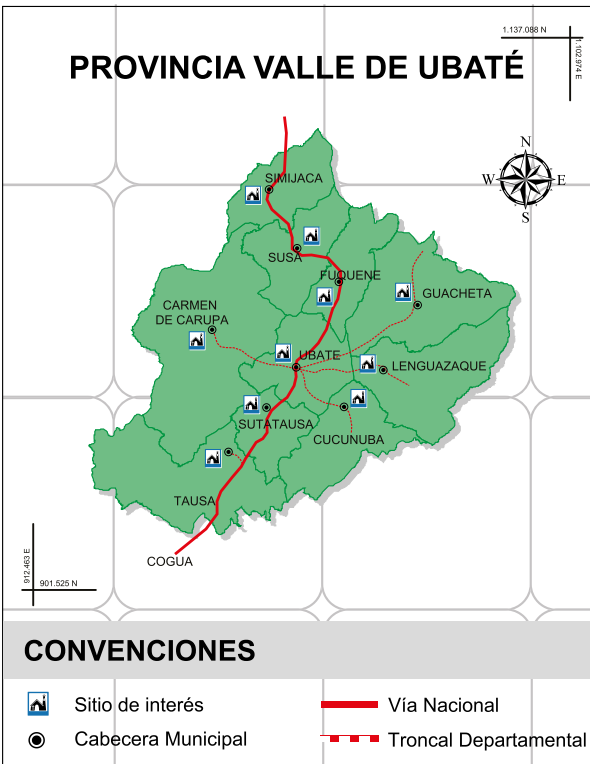 1.137.088 N
1.102.974 E
PROVINCIA VALLE DE UBATÉ
N
W E
S
SIMIJACA
SUSA
FUQUENE
GUACHETA
CARMEN
DE CARUPA
UBATE
LENGUAZAQUE
SUTATAUSA
CUCUNUBA
TAUSA
COGUA
912.463 E
901.525 N
CONVENCIONES
Sitio de interés
Vía Nacional
Cabecera Municipal
Troncal Departamental